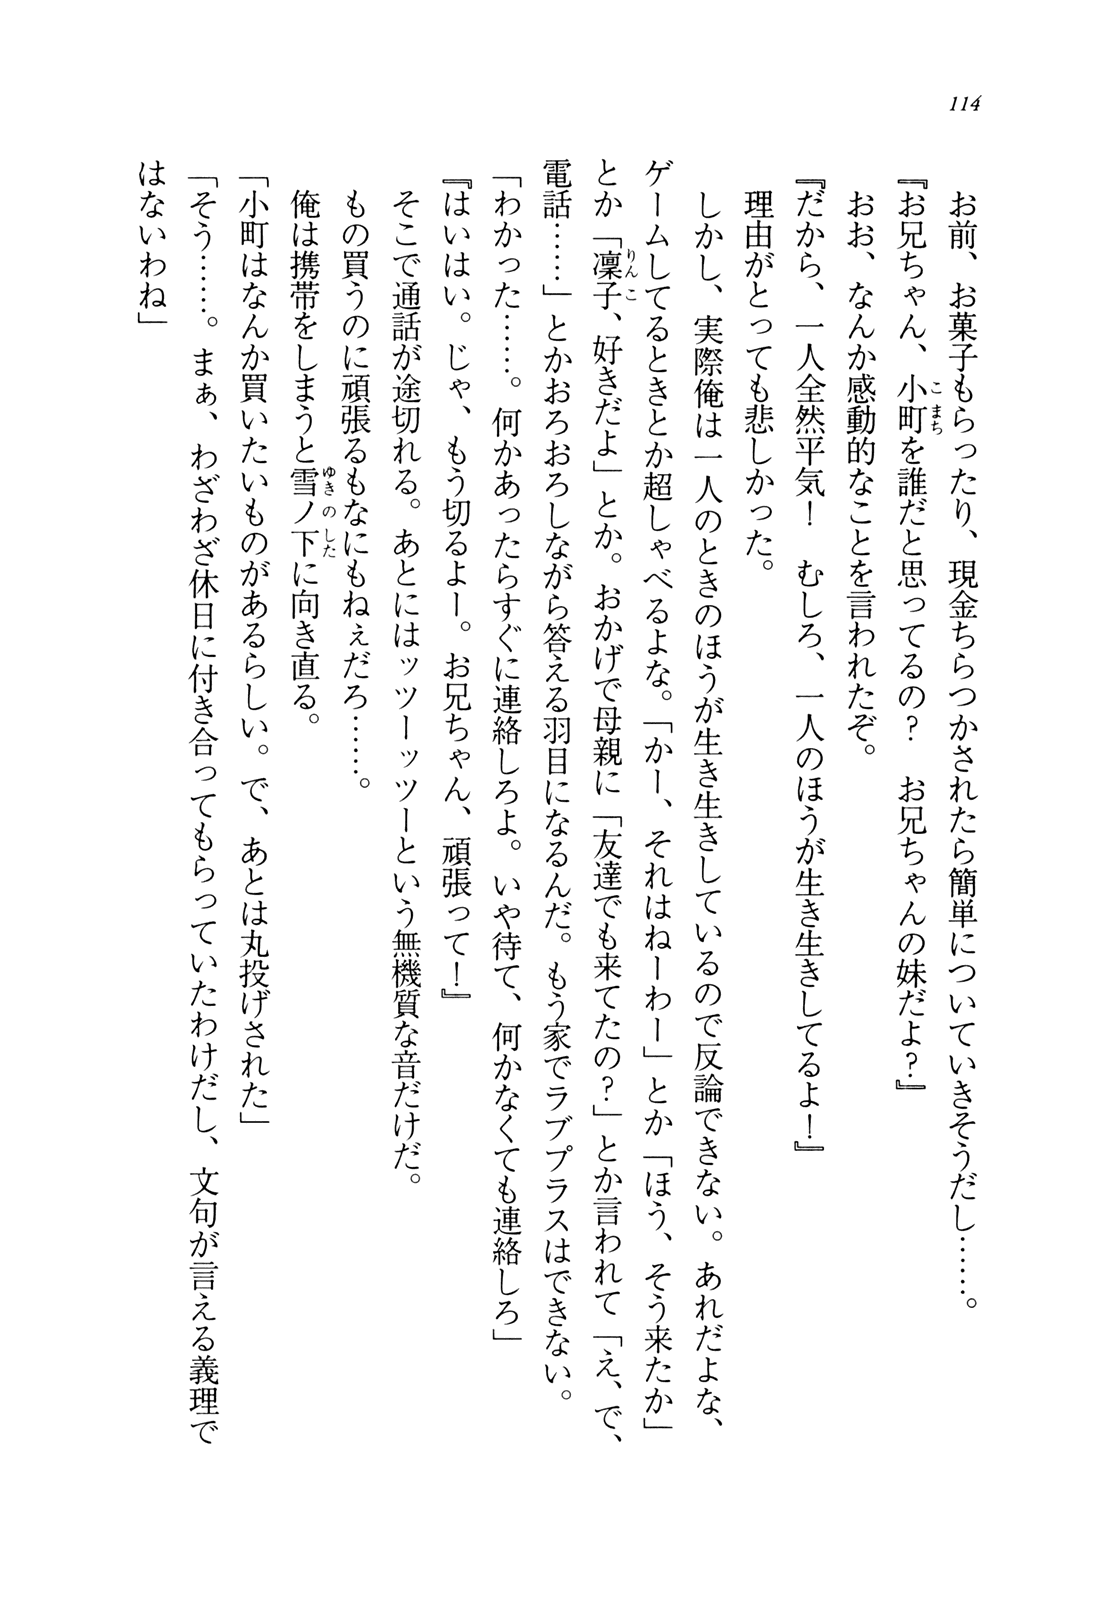 114
お前、お菓子もらったり、現金ちらつかされたら簡単についていきそうだし……。
『お兄ちゃん、小町を誰だと思ってるの？　お兄ちゃんの妹だよ？』
こまち
おお、なんか感動的なことを言われたぞ。
『だから、一人全然平気！　むしろ、一人のほうが生き生きしてるよ！』
理由がとっても悲しかった。
しかし、実際俺は一人のときのほうが生き生きしているので反論できない。あれだよな、
ゲームしてるときとか超しゃべるよな。「かー、それはねーわー」とか「ほう、そう来たか」
とか「凜子、好きだよ」とか。おかげで母親に「友達でも来てたの？」とか言われて「え、で、
りんこ
電話……」とかおろおろしながら答える羽目になるんだ。もう家でラブプラスはできない。
「わかった……。何かあったらすぐに連絡しろよ。いや待て、何かなくても連絡しろ」
『はいはい。じゃ、もう切るよー。お兄ちゃん、頑張って！』
そこで通話が途切れる。あとにはッツーッツーという無機質な音だけだ。
もの買うのに頑張るもなにもねぇだろ……。
俺は携帯をしまうと雪ノ下に向き直る。
ゆきのした
「小町はなんか買いたいものがあるらしい。で、あとは丸投げされた」
「そう……。まぁ、わざわざ休日に付き合ってもらっていたわけだし、文句が言える義理で
はないわね」